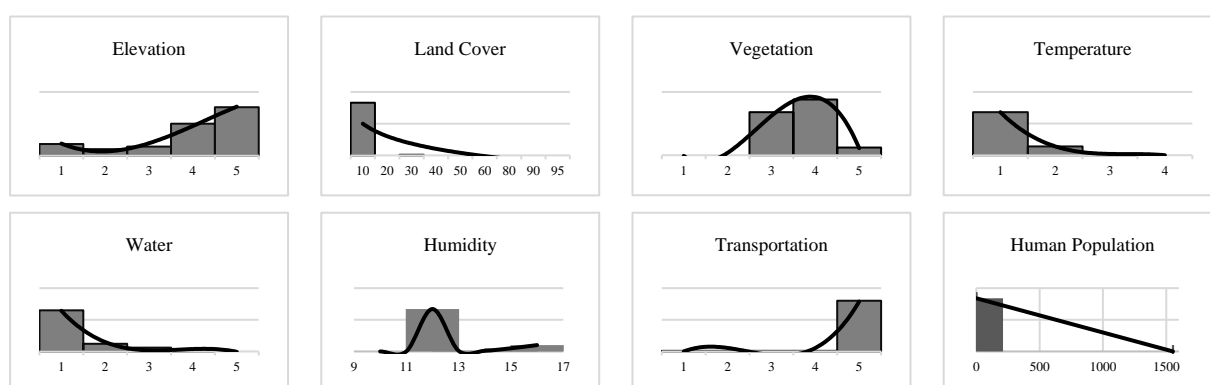 Elevation
1 2 3 4 5
Land Cover
10 20 30 40 50 60 80 90 95
Vegetation
1 2 3 4 5
Temperature
1 2 3 4
Water
1 2 3 4 5
Humidity
9 11 13 15 17
Transportation
1 2 3 4 5
Human Population
0 500 1000 1500